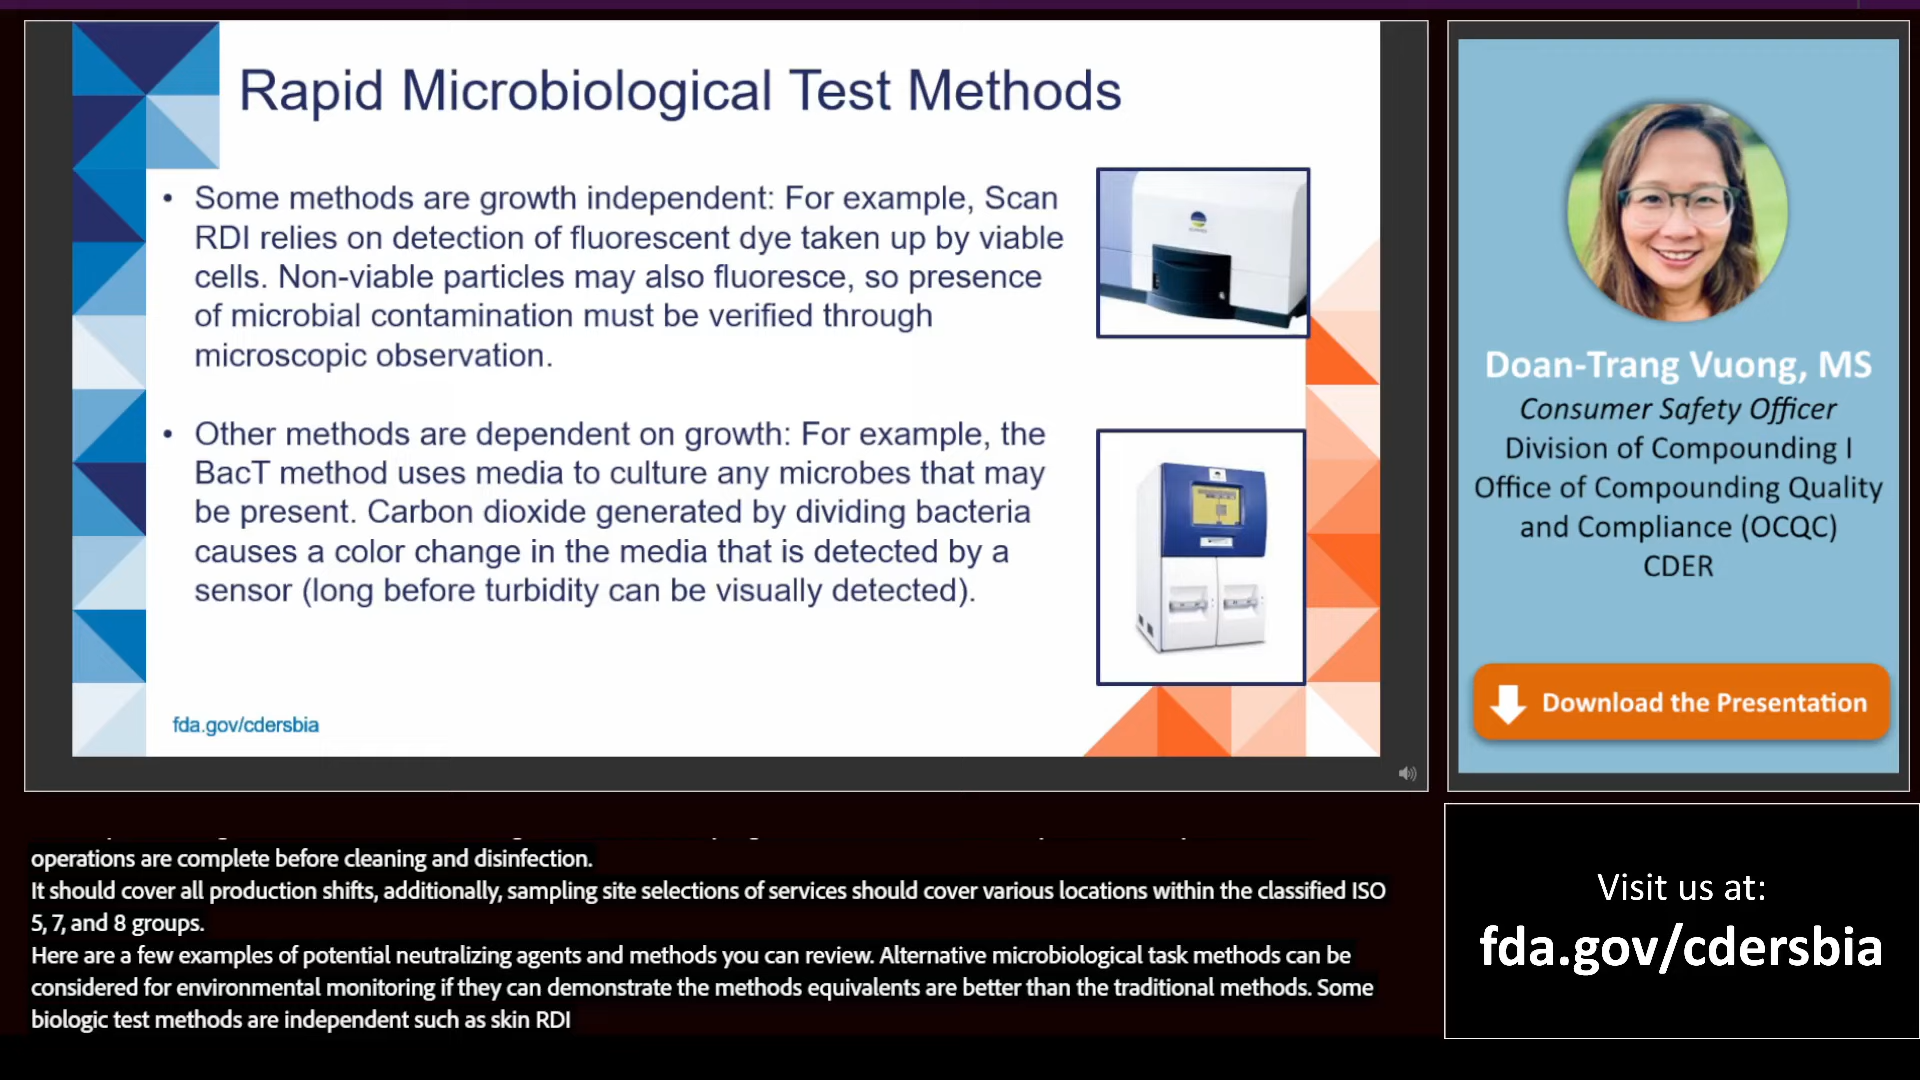 Rapid Microbiological Test Methods
• Some methods are growth independent: For example, Scan
RDI relies on detection of fluorescent dye taken up by viable
cells. Non-viable particles may also fluoresce, so presence
of microbial contamination must be verified through
microscopic observation.
• Other methods are dependent on growth: For example, the
BacT method uses media to culture any microbes that may
be present. Carbon dioxide generated by dividing bacteria
causes a color change in the media that is detected by a
sensor (long before turbidity can be visually detected).
fda.gov/cdersbia
Doan-Trang Vuong, MS
Consumer Safety Officer
Division of Compounding I
Office of Compounding Quality
and Compliance (OCQC)
CDER
Download the Presentation
operations are complete before cleaning and disinfection.
It should cover all production shifts, additionally, sampling site selections of services should cover various locations within the classified ISO
5, 7, and 8 groups.
Here are a few examples of potential neutralizing agents and methods you can review. Alternative microbiological task methods can be
considered for environmental monitoring if they can demonstrate the methods equivalents are better than the traditional methods. Some
biologic test methods are independent such as skin RDI
Visit us at:
fda.gov/cdersbia